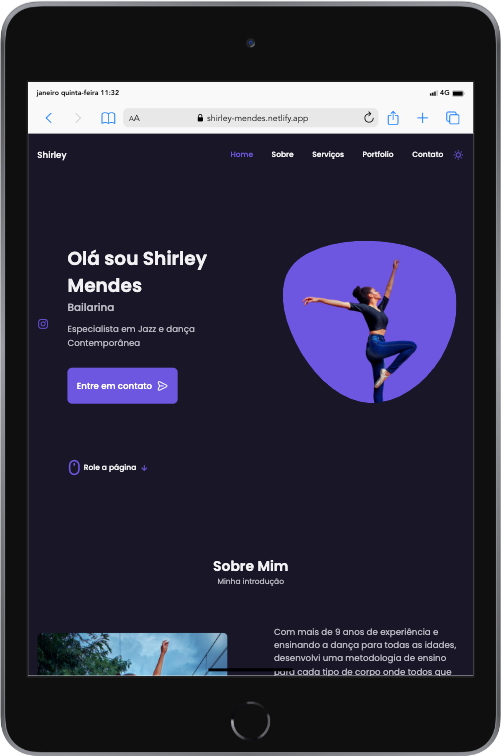 janeiro quinta-feira 11:32
4G
AA
shirley-mendes.netlify.app
Shirley
Home
Sobre
Serviços
Portfolio
Contato
Olá sou Shirley
Mendes
Bailarina
Especialista em Jazz e dança
Contemporânea
Entre em contato
Role a página
Sobre Mim
Minha introdução
Com mais de 9 anos de experiência e
ensinando a dança para todas as idades,
desenvolvi uma metodologia de ensino
para cada tipo de corpo onde todos que